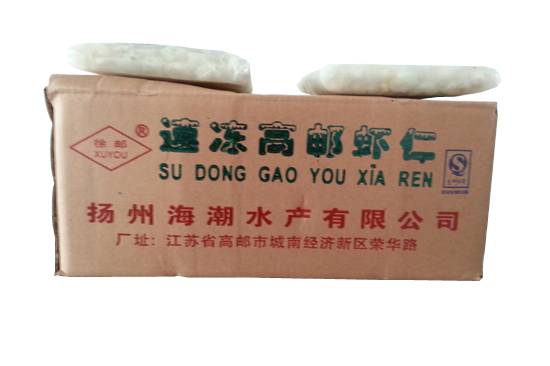 徐邮®
XUYOU
速冻高邮虾仁
SU DONG GAO YOU XiA REN
扬州海潮水产有限公司
厂址：江苏省高邮市城南经济新区荣华路